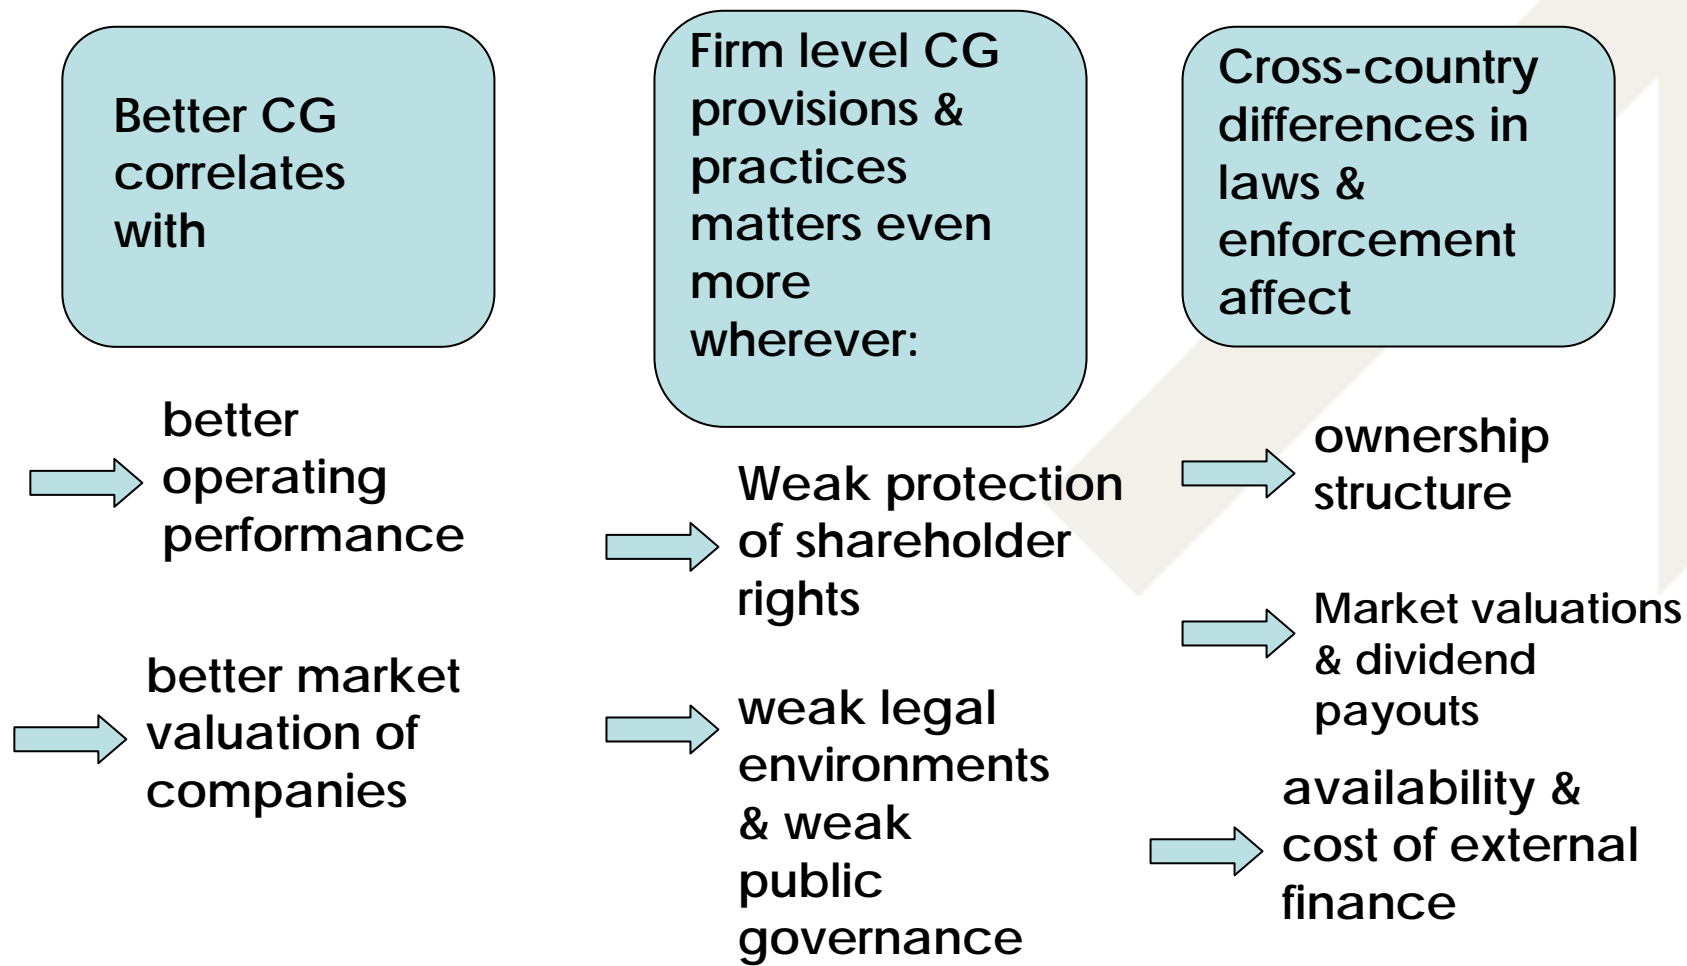 Better CG
correlates
with
better
operating
performance
better market
valuation of
companies
Firm level CG
provisions &
practices
matters even
more
wherever:
Weak protection
of shareholder
rights
weak legal
environments
& weak
public
governance
Cross-country
differences in
laws &
enforcement
affect
ownership
structure
Market valuations
& dividend
payouts
availability &
cost of external
finance